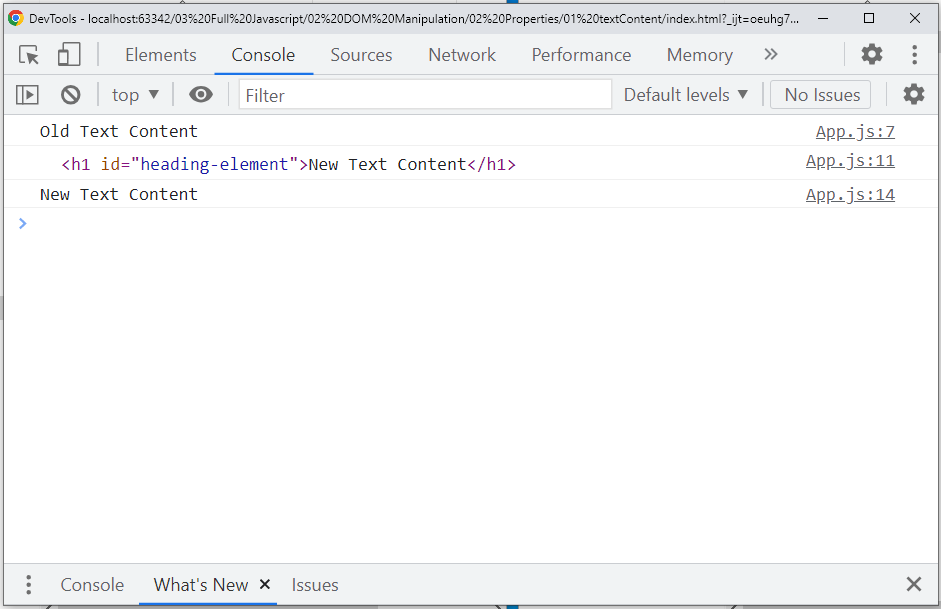 DevTools - localhost:63342/03%20Full%20Javascript/02%20DOM%20Manipulation/02%20Properties/01%20textContent/index.html?_ijt=oeuhg7...
Elements Console Sources Network Performance Memory
top Filter Default levels No Issues
Old Text Content App.js:7
<h1 id="heading-element">New Text Content</h1> App.js:11
New Text Content App.js:14
Console What's New Issues